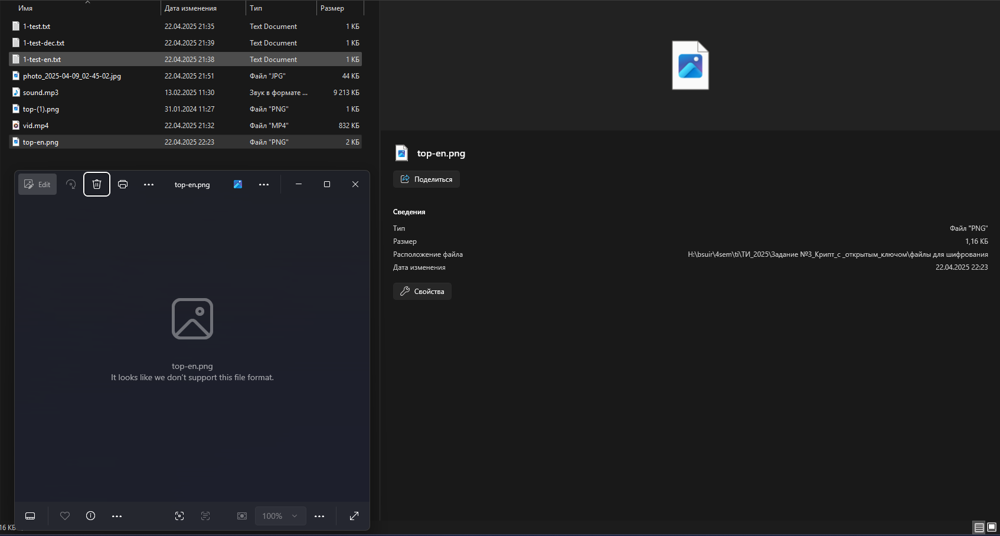 Имя Дата изменения Тип Размер
1-test.txt 22.04.2025 21:35 Text Document 1 КБ
1-test-dec.txt 22.04.2025 21:39 Text Document 1 КБ
1-test-en.txt 22.04.2025 21:38 Text Document 1 КБ
photo_2025-04-09_02-45-02.jpg 22.04.2025 21:51 Файл "JPG" 44 КБ
sound.mp3 13.02.2025 11:30 Звук в формате ... 9 213 КБ
top-(1).png 31.01.2024 11:27 Файл "PNG" 1 КБ
vid.mp4 22.04.2025 21:32 Файл "MP4" 832 КБ
top-en.png 22.04.2025 22:23 Файл "PNG" 2 КБ
Edit top-en.png
top-en.png
It looks like we don't support this file format.
100%
16 КБ
top-en.png
Поделиться
Сведения
Тип Файл "PNG"
Размер 1,16 КБ
Расположение файла H:\bsuir\4sem\ti\ТИ_2025\Задание №3_Крипт_с _открытым_ключом\файлы для шифрования
Дата изменения 22.04.2025 22:23
Свойства